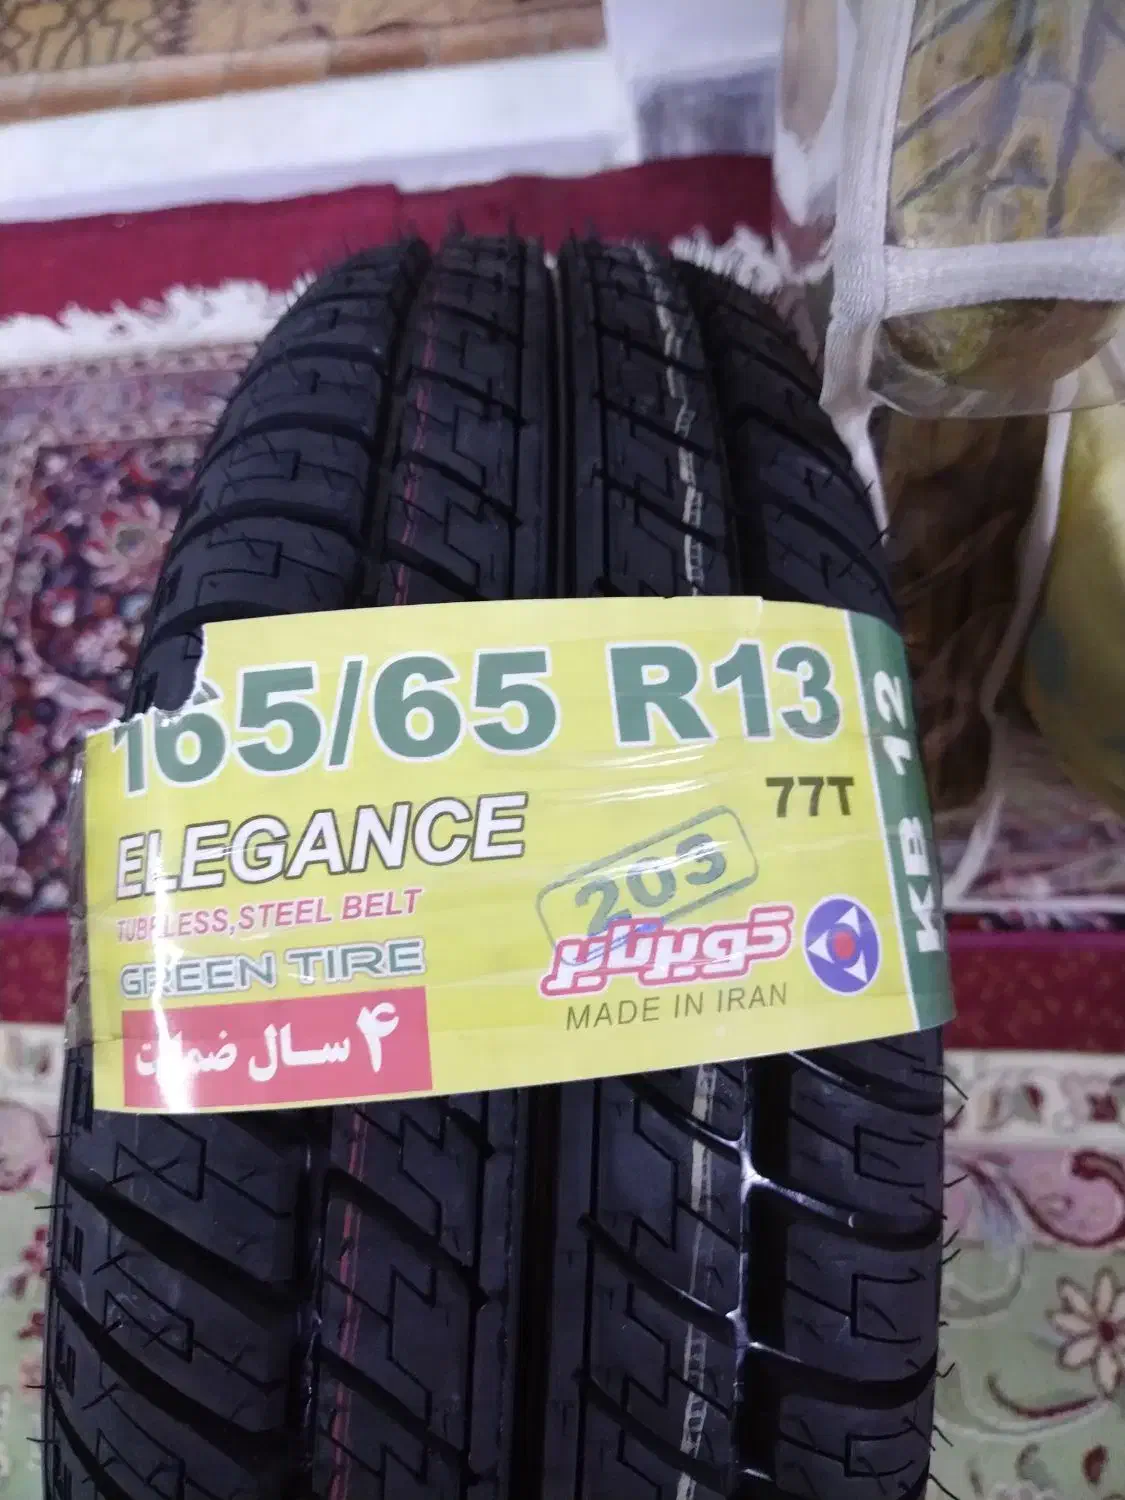 165/65 R13
77T
KB 12
ELEGANCE
TUBELESS, STEEL BELT
203
GREEN TIRE
کویرتایر
MADE IN IRAN
۴ سال ضمانت